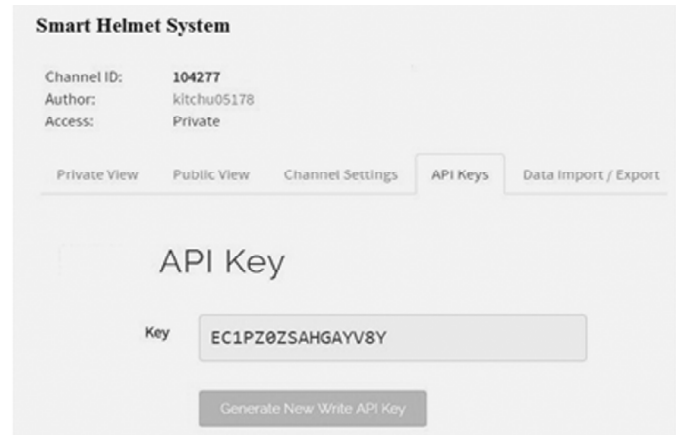 Smart Helmet System
Channel ID: 104277
Author: kitchu05178
Access: Private
Private View Public View Channel Settings API Keys Data Import / Export
API Key
Key EC1PZ0ZSAHGAYV8Y
Generate New Write API Key